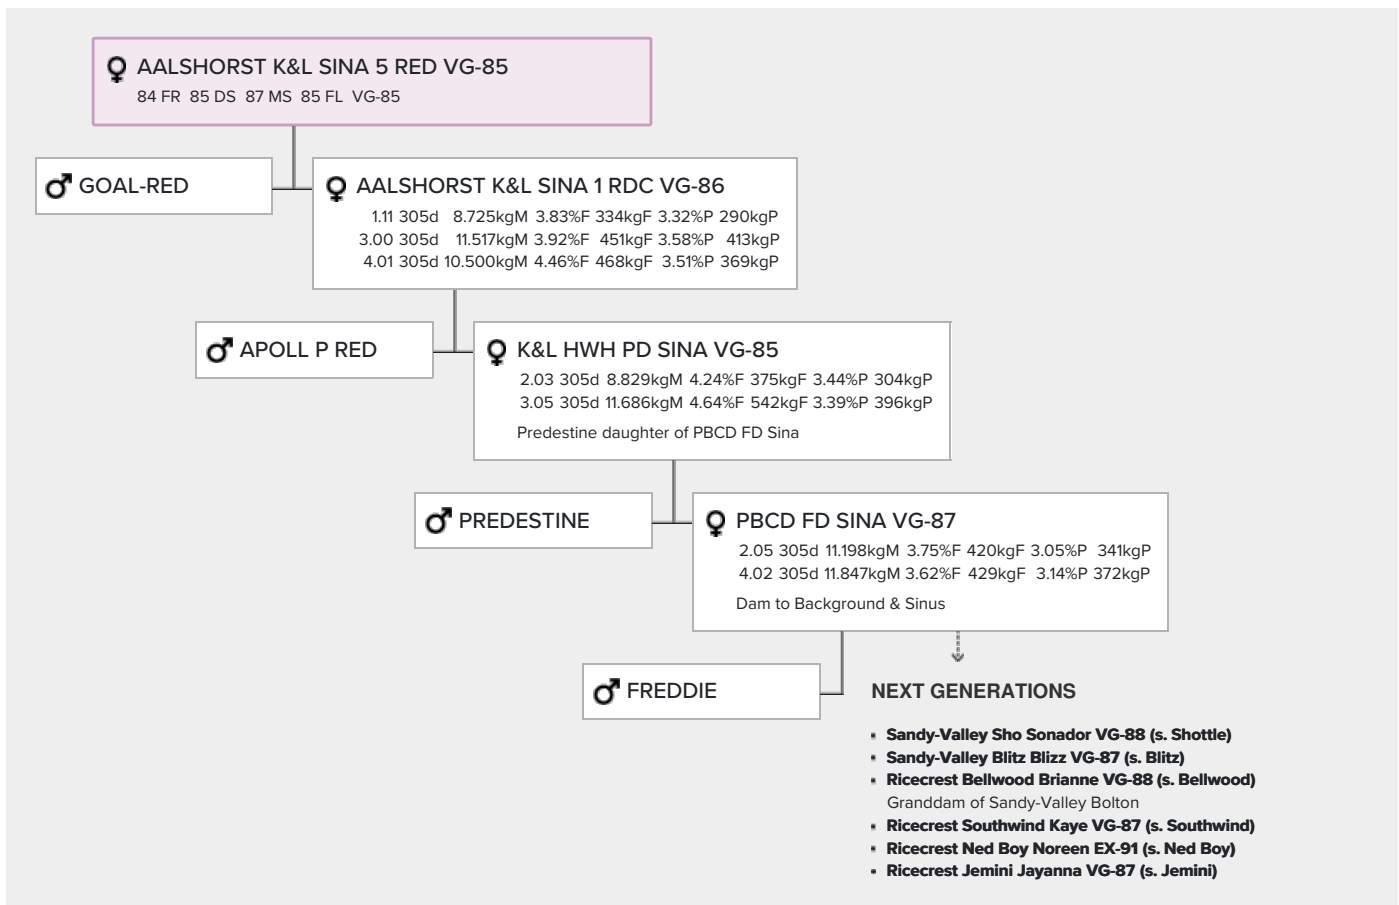 AALSHORST K&L SINA 5 RED VG-85
84 FR 85 DS 87 MS 85 FL VG-85
GOAL-RED
AALSHORST K&L SINA 1 RDC VG-86
1.11 305d 8.725kgM 3.83%F 334kgF 3.32%P 290kgP
3.00 305d 11.517kgM 3.92%F 451kgF 3.58%P 413kgP
4.01 305d 10.500kgM 4.46%F 468kgF 3.51%P 369kgP
APOLL P RED
K&L HWH PD SINA VG-85
2.03 305d 8.829kgM 4.24%F 375kgF 3.44%P 304kgP
3.05 305d 11.686kgM 4.64%F 542kgF 3.39%P 396kgP
Predestine daughter of PBCD FD Sina
PREDESTINE
PBCD FD SINA VG-87
2.05 305d 11.198kgM 3.75%F 420kgF 3.05%P 341kgP
4.02 305d 11.847kgM 3.62%F 429kgF 3.14%P 372kgP
Dam to Background & Sinus
FREDDIE
NEXT GENERATIONS
▪ Sandy-Valley Sho Sonador VG-88 (s. Shottle)
▪ Sandy-Valley Blitz Blizz VG-87 (s. Blitz)
▪ Ricecrest Bellwood Brianne VG-88 (s. Bellwood)
Granddam of Sandy-Valley Bolton
▪ Ricecrest Southwind Kaye VG-87 (s. Southwind)
▪ Ricecrest Ned Boy Noreen EX-91 (s. Ned Boy)
▪ Ricecrest Jemini Jayanna VG-87 (s. Jemini)